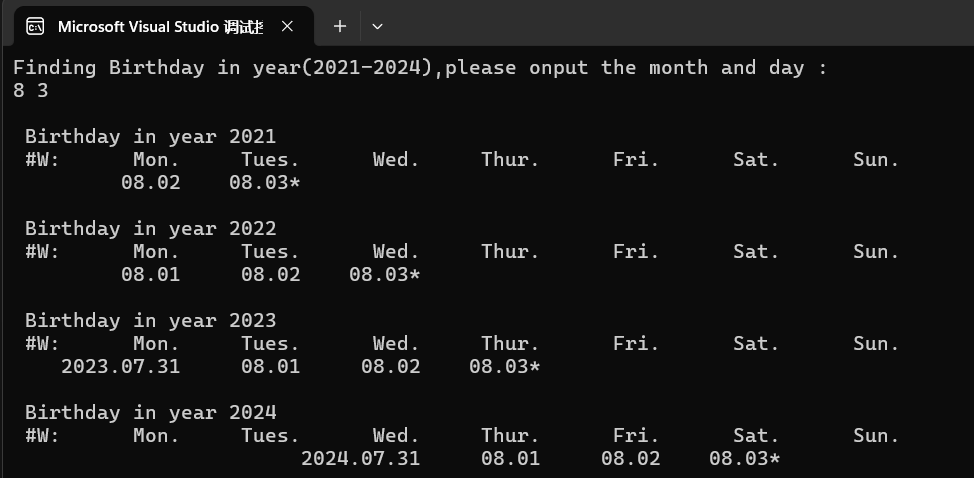 Microsoft Visual Studio 调试
Finding Birthday in year(2021-2024),please onput the month and day :
8 3
Birthday in year 2021
#W: Mon. Tues. Wed. Thur. Fri. Sat. Sun.
08.02 08.03*
Birthday in year 2022
#W: Mon. Tues. Wed. Thur. Fri. Sat. Sun.
08.01 08.02 08.03*
Birthday in year 2023
#W: Mon. Tues. Wed. Thur. Fri. Sat. Sun.
2023.07.31 08.01 08.02 08.03*
Birthday in year 2024
#W: Mon. Tues. Wed. Thur. Fri. Sat. Sun.
2024.07.31 08.01 08.02 08.03*